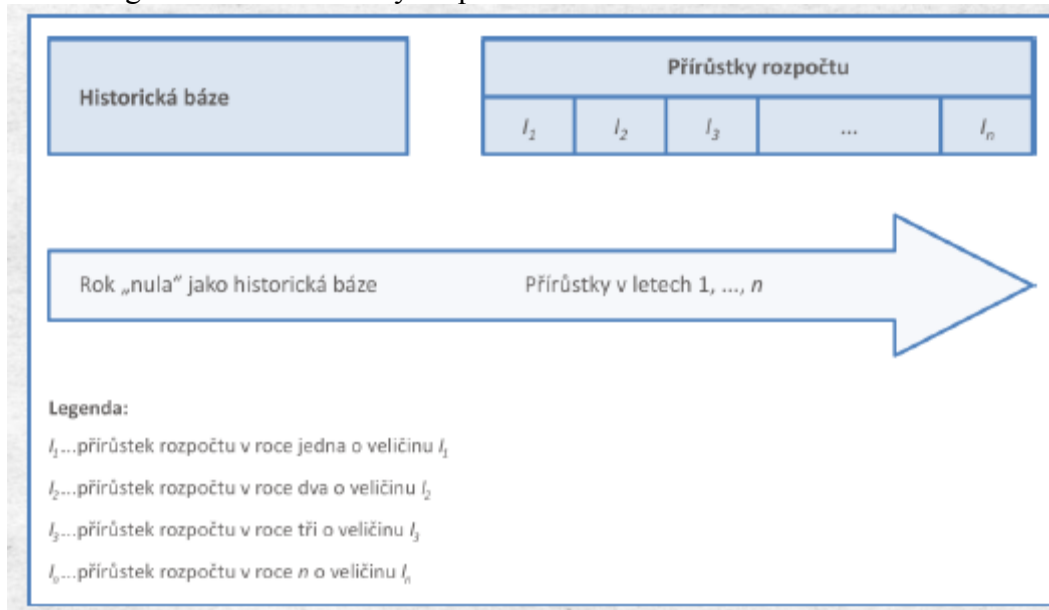 Historická báze
Přírůstky rozpočtu
I1 I2 I3 ... In
Rok „nula“ jako historická báze Přírůstky v letech 1, ..., n
Legenda:
I1...přírůstek rozpočtu v roce jedna o veličinu I1
I2...přírůstek rozpočtu v roce dva o veličinu I2
I3...přírůstek rozpočtu v roce tři o veličinu I3
In...přírůstek rozpočtu v roce n o veličinu In